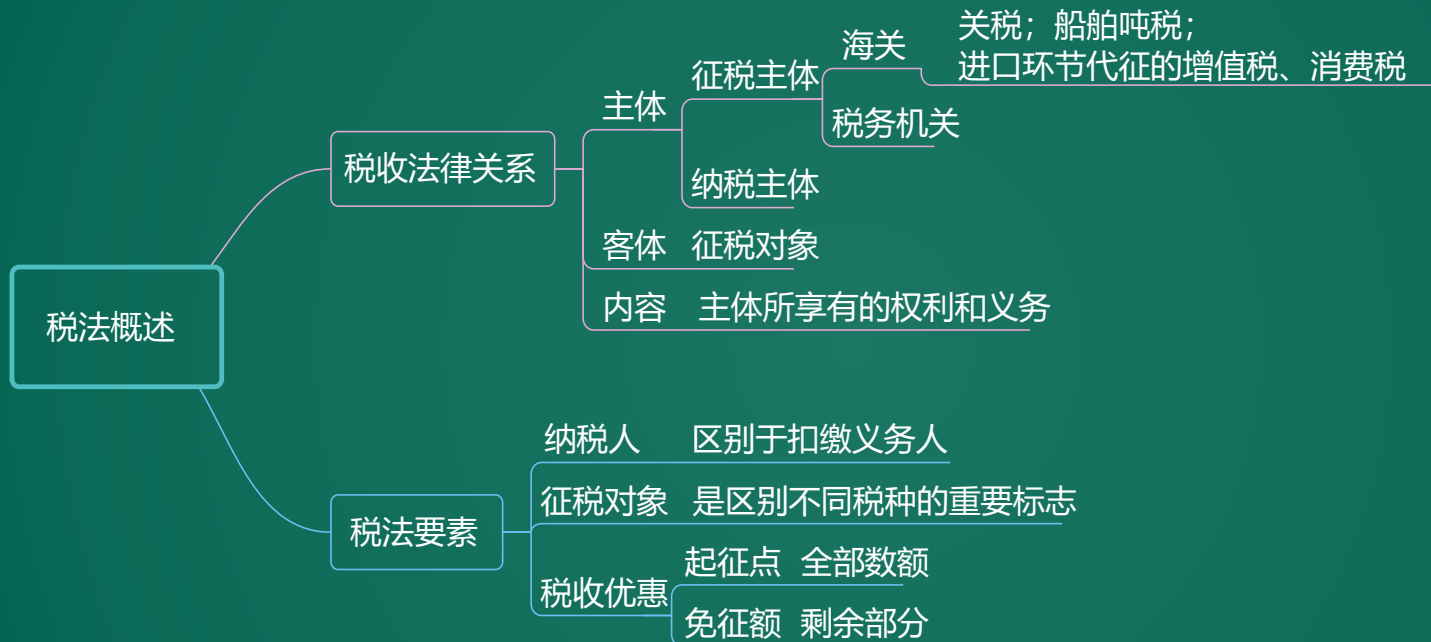 税法概述
税收法律关系
主体
征税主体
海关
关税；船舶吨税；
进口环节代征的增值税、消费税
税务机关
纳税主体
客体 征税对象
内容 主体所享有的权利和义务
税法要素
纳税人 区别于扣缴义务人
征税对象 是区别不同税种的重要标志
税收优惠
起征点 全部数额
免征额 剩余部分